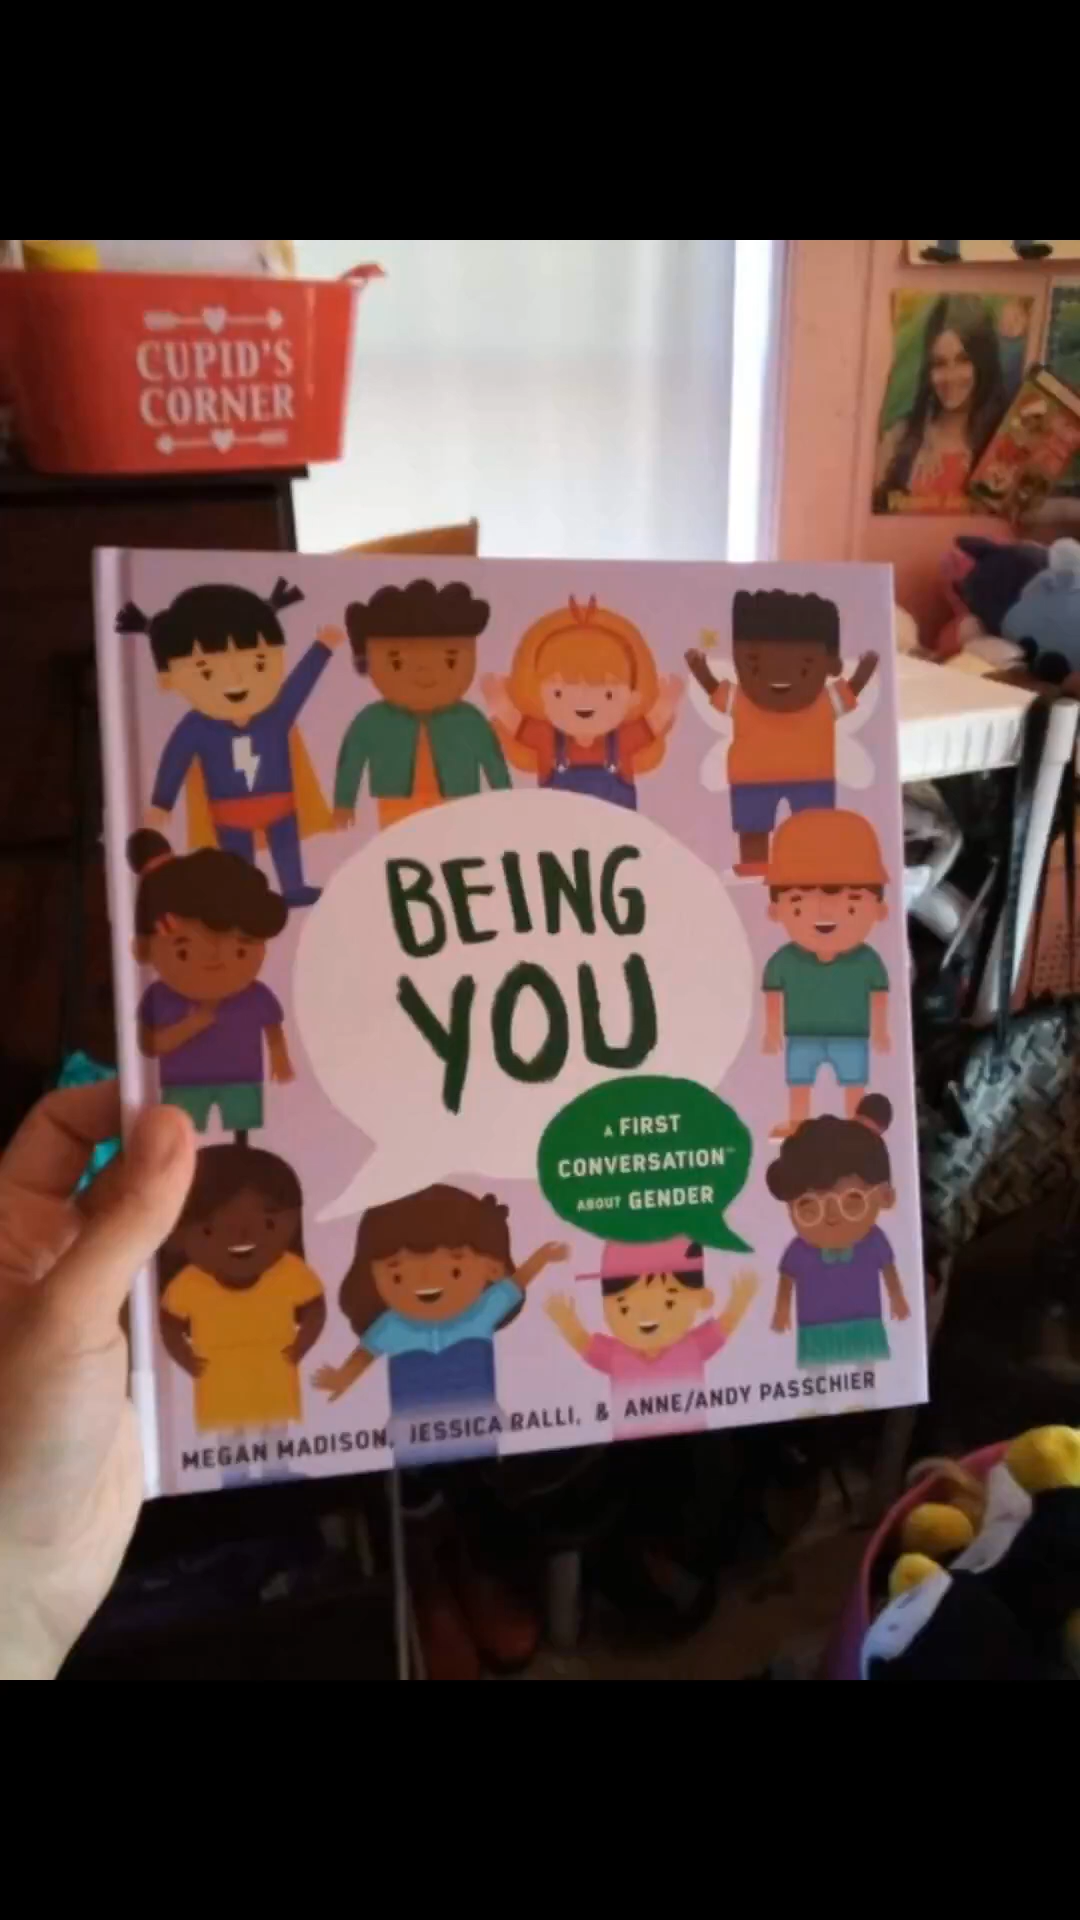 CUPID'S
CORNER
BEING
YOU
A FIRST
CONVERSATION™
ABOUT GENDER
MEGAN MADISON, JESSICA RALLI, & ANNE/ANDY PASSCHIER